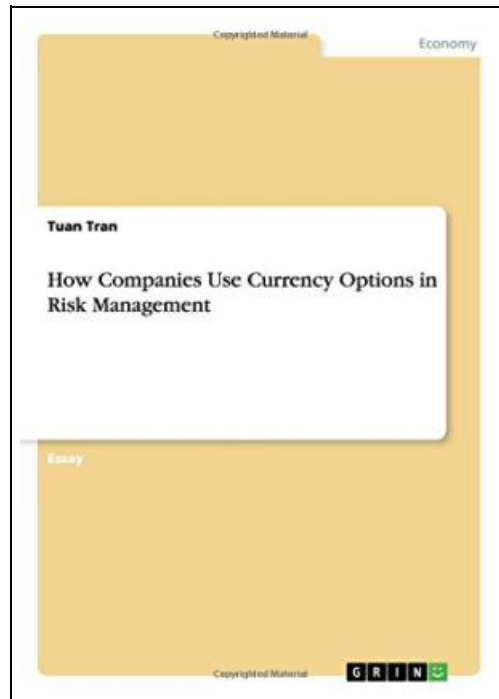 Copyrighted Material
Economy
Tuan Tran
How Companies Use Currency Options in
Risk Management
Essay
Copyrighted Material
GRIN